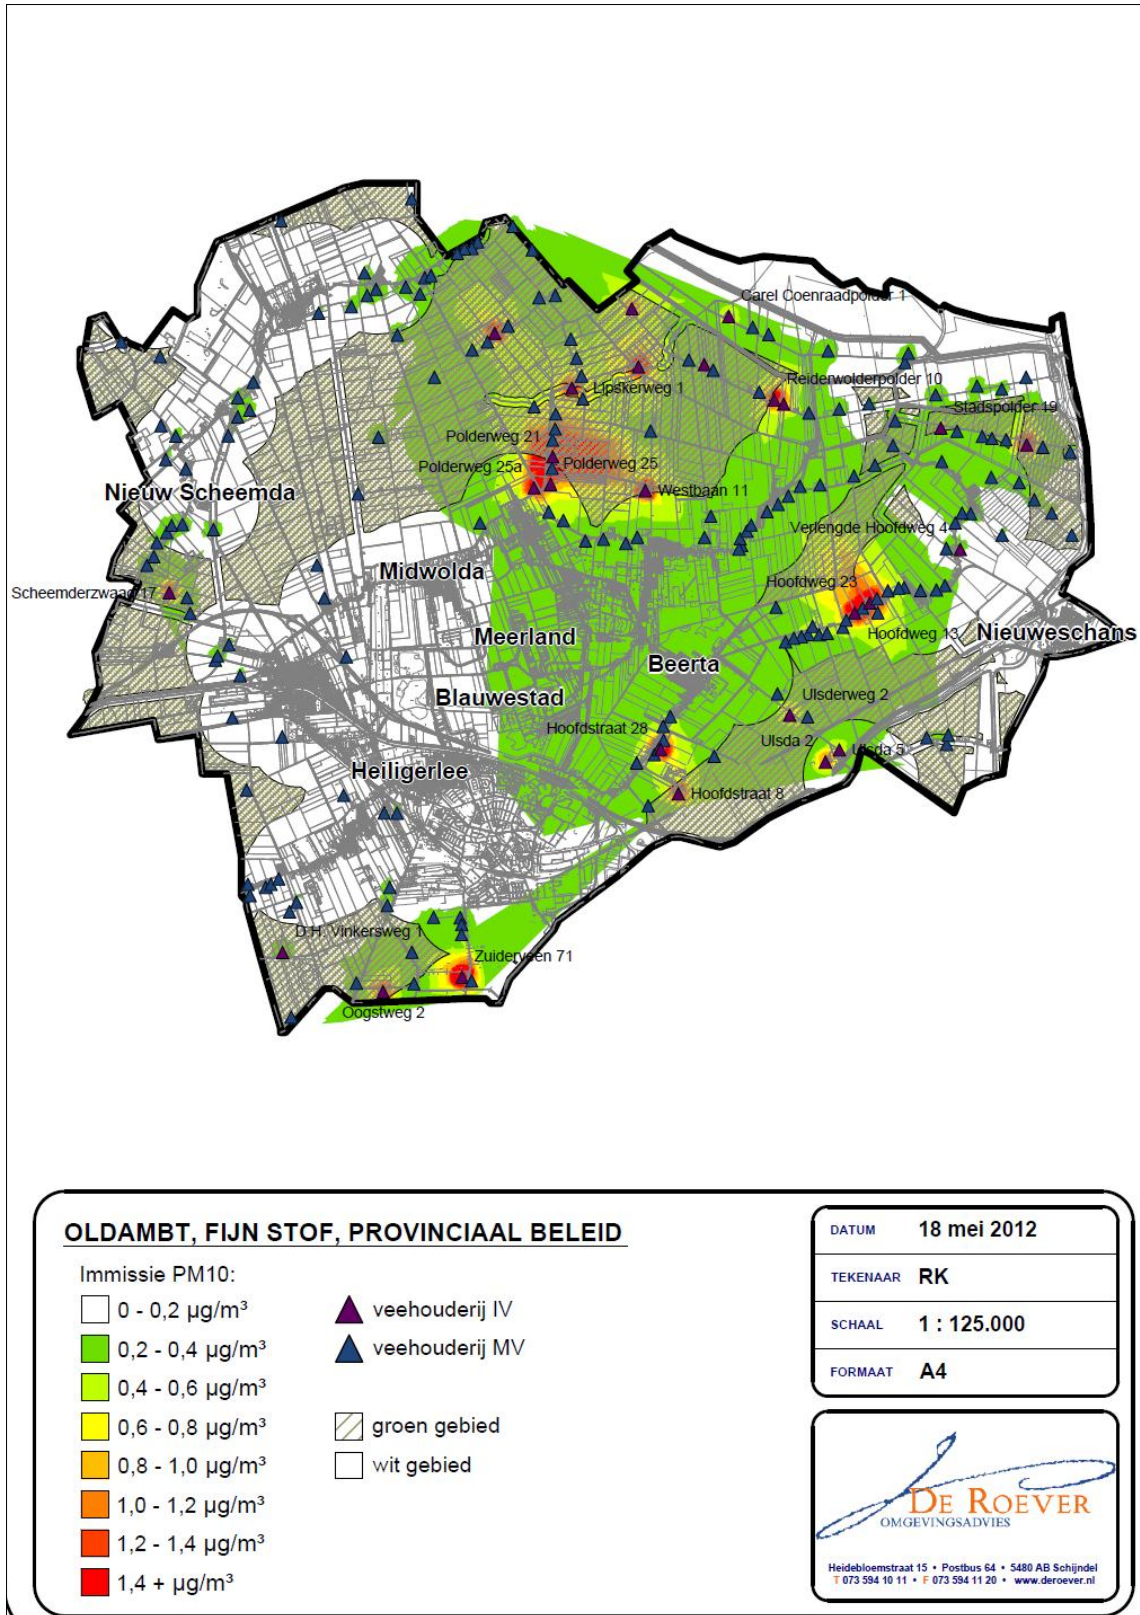 Carel Coenraadpolder 1
Lipskerweg 1
Reiderwolderpolder 10
Stadspolder 19
Polderweg 21
Polderweg 25a
Polderweg 25
Nieuw Scheemda
Westbaan 11
Verlengde Hoofdweg 4
Midwolda
Hoofdweg 23
Scheemderzwaag 17
Meerland
Hoofdweg 13
Nieuweschans
Beerta
Blauwestad
Ulsderweg 2
Hoofdstraat 28
Ulsda 2
Ulsda 5
Heiligerlee
Hoofdstraat 8
D.H. Vinkersweg 1
Zuiderveen 71
Oogstweg 2
OLDAMBT, FIJN STOF, PROVINCIAAL BELEID
Immissie PM10:
0 - 0,2 µg/m³
0,2 - 0,4 µg/m³
0,4 - 0,6 µg/m³
0,6 - 0,8 µg/m³
0,8 - 1,0 µg/m³
1,0 - 1,2 µg/m³
1,2 - 1,4 µg/m³
1,4 + µg/m³
veehouderij IV
veehouderij MV
groen gebied
wit gebied
DATUM 18 mei 2012
TEKENAAR RK
SCHAAL 1 : 125.000
FORMAAT A4
DE ROEVER
OMGEVINGSADVIES
Heidebloemstraat 15 • Postbus 64 • 5480 AB Schijndel
T 073 594 10 11 • F 073 594 11 20 • www.deroever.nl